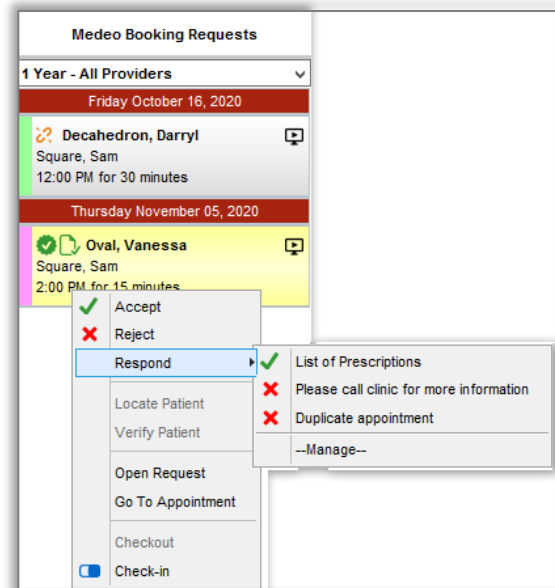 Medeo Booking Requests
1 Year - All Providers
Friday October 16, 2020
Decahedron, Darryl
Square, Sam
12:00 PM for 30 minutes
Thursday November 05, 2020
Oval, Vanessa
Square, Sam
2:00 PM for 15 minutes
Accept
Reject
Respond
List of Prescriptions
Please call clinic for more information
Duplicate appointment
--Manage--
Locate Patient
Verify Patient
Open Request
Go To Appointment
Checkout
Check-in